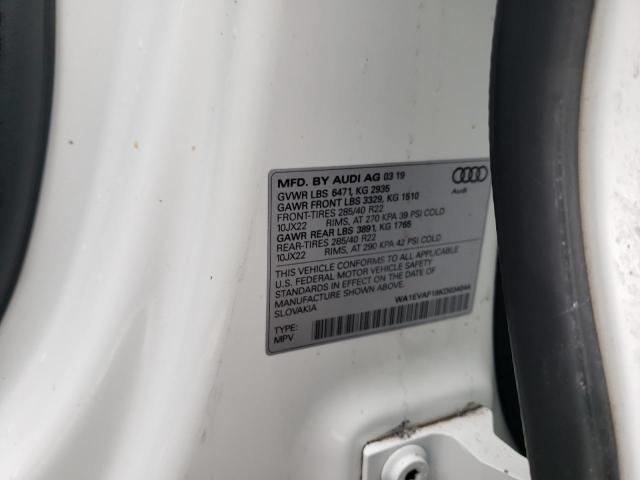 MFD. BY AUDI AG 03 19
GVWR LBS 6471, KG 2935
GAWR FRONT LBS 3329, KG 1510
FRONT-TIRES 285/40 R22
10JX22 RIMS, AT 270 KPA 39 PSI COLD
GAWR REAR LBS 3891, KG 1765
REAR-TIRES 285/40 R22
10JX22 RIMS, AT 290 KPA 42 PSI COLD
Audi
THIS VEHICLE CONFORMS TO ALL APPLICABLE
U.S. FEDERAL MOTOR VEHICLE SAFETY
STANDARDS IN EFFECT ON THE DATE OF
MANUFACTURE SHOWN ABOVE.
SLOVAKIA
WA1EVAF19KD034044
TYPE:
MPV